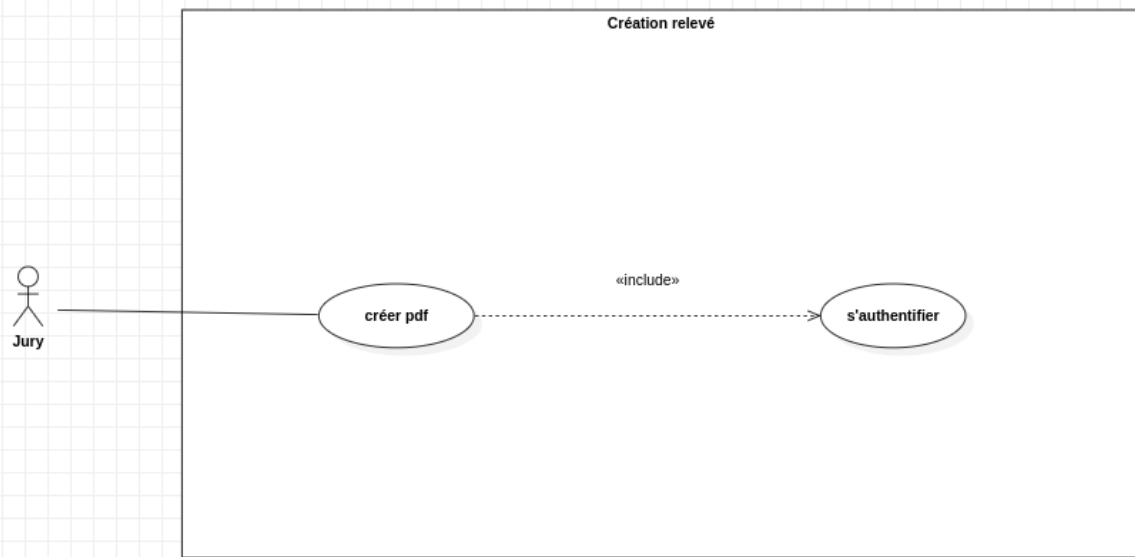 Création relevé
«include»
créer pdf
s'authentifier
Jury